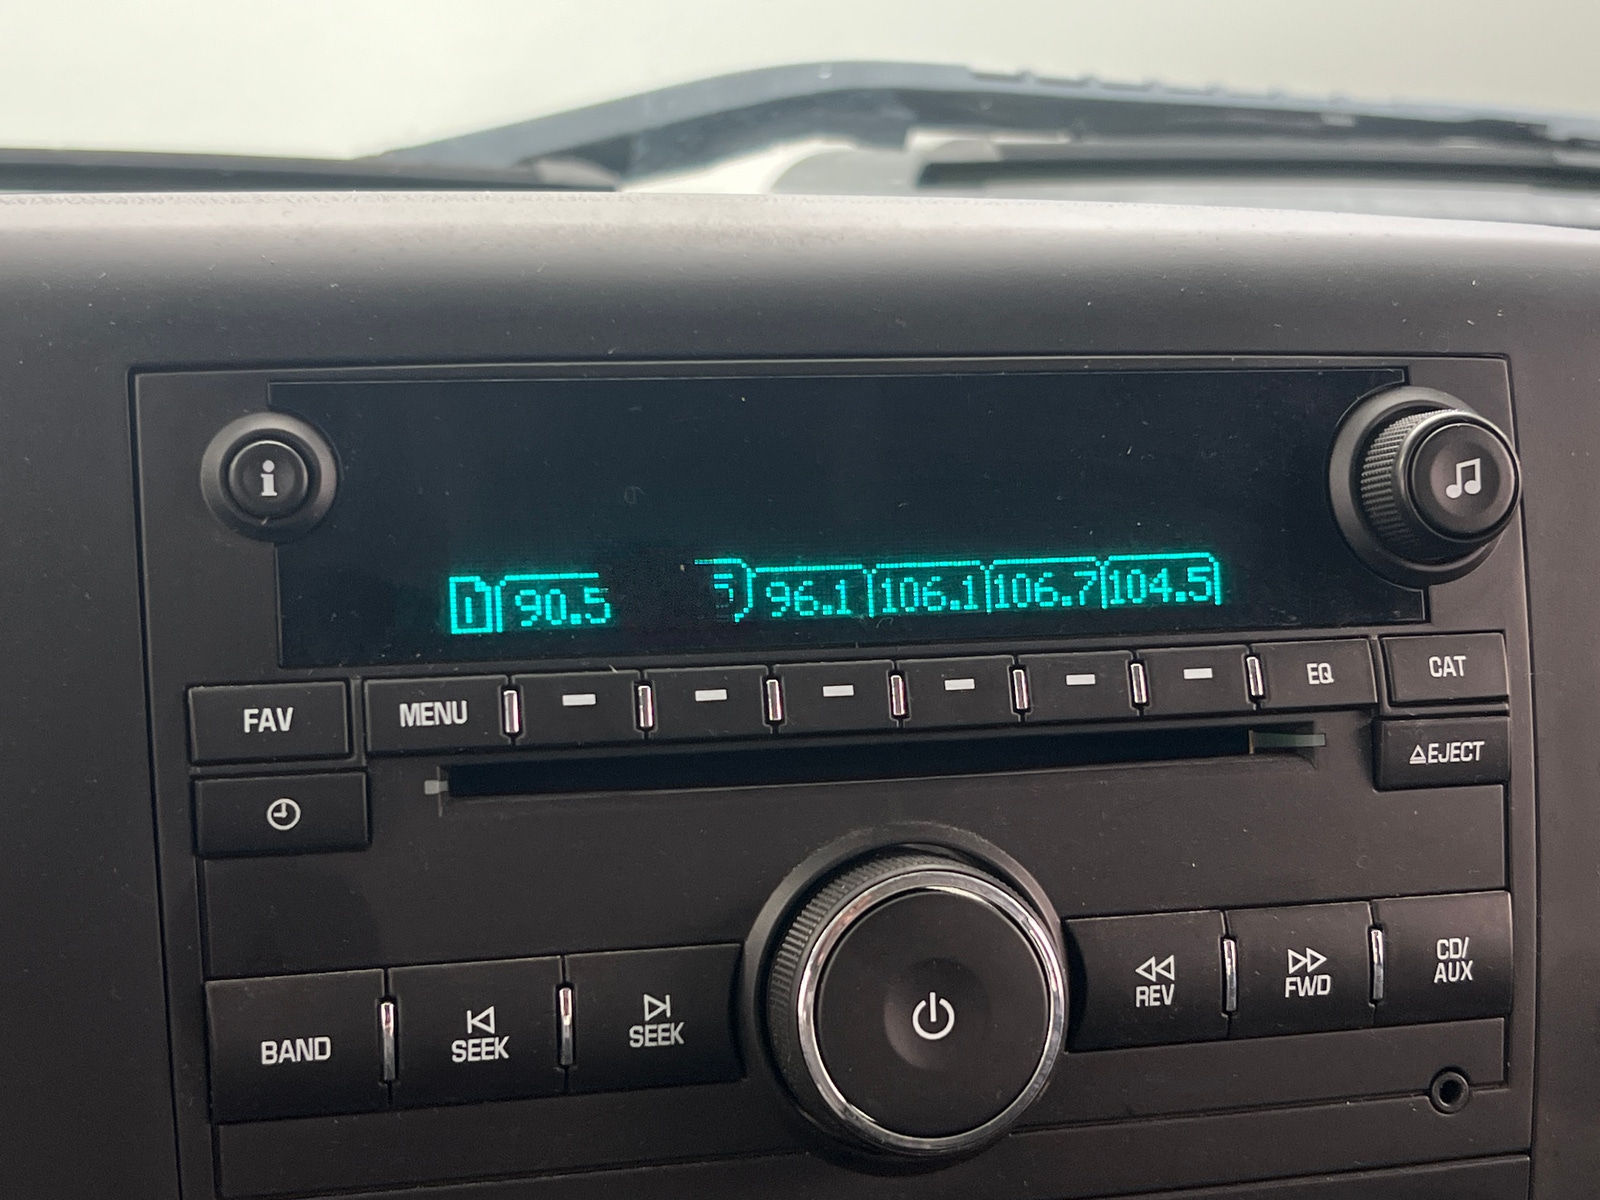 i
1 90.5 96.1 106.1 106.7 104.5
FAV MENU EQ CAT
EJECT
BAND SEEK SEEK REV FWD CD/
AUX